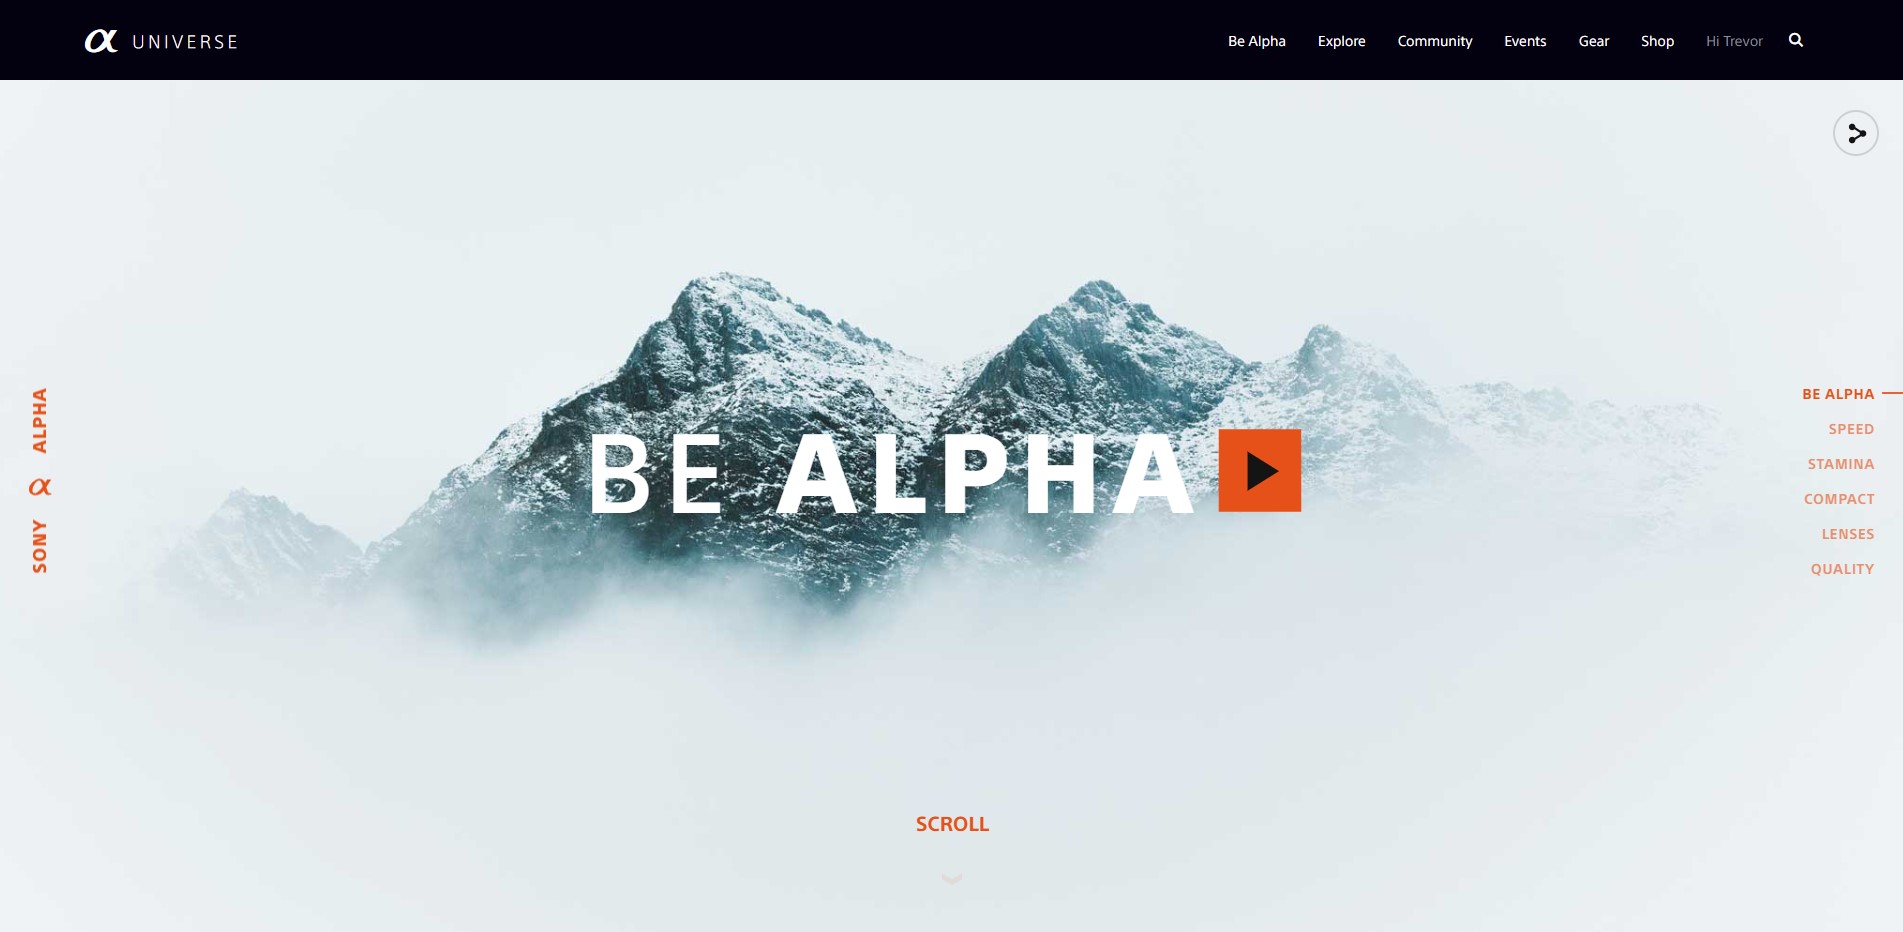 α UNIVERSE
Be Alpha
Explore
Community
Events
Gear
Shop
Hi Trevor
SONY α ALPHA
BE ALPHA
BE ALPHA
SPEED
STAMINA
COMPACT
LENSES
QUALITY
SCROLL